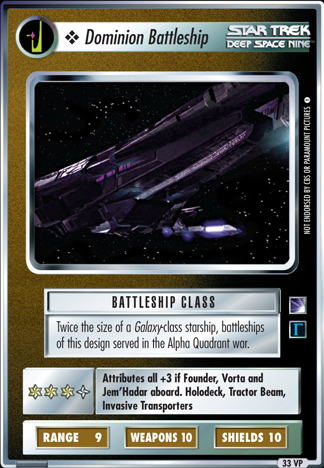 ❖ Dominion Battleship
STAR TREK
DEEP SPACE NINE
NOT ENDORSED BY CBS OR PARAMOUNT PICTURES
BATTLESHIP CLASS
Twice the size of a Galaxy-class starship, battleships
of this design served in the Alpha Quadrant war.
Attributes all +3 if Founder, Vorta and
Jem'Hadar aboard. Holodeck, Tractor Beam,
Invasive Transporters
RANGE 9
WEAPONS 10
SHIELDS 10
33 VP